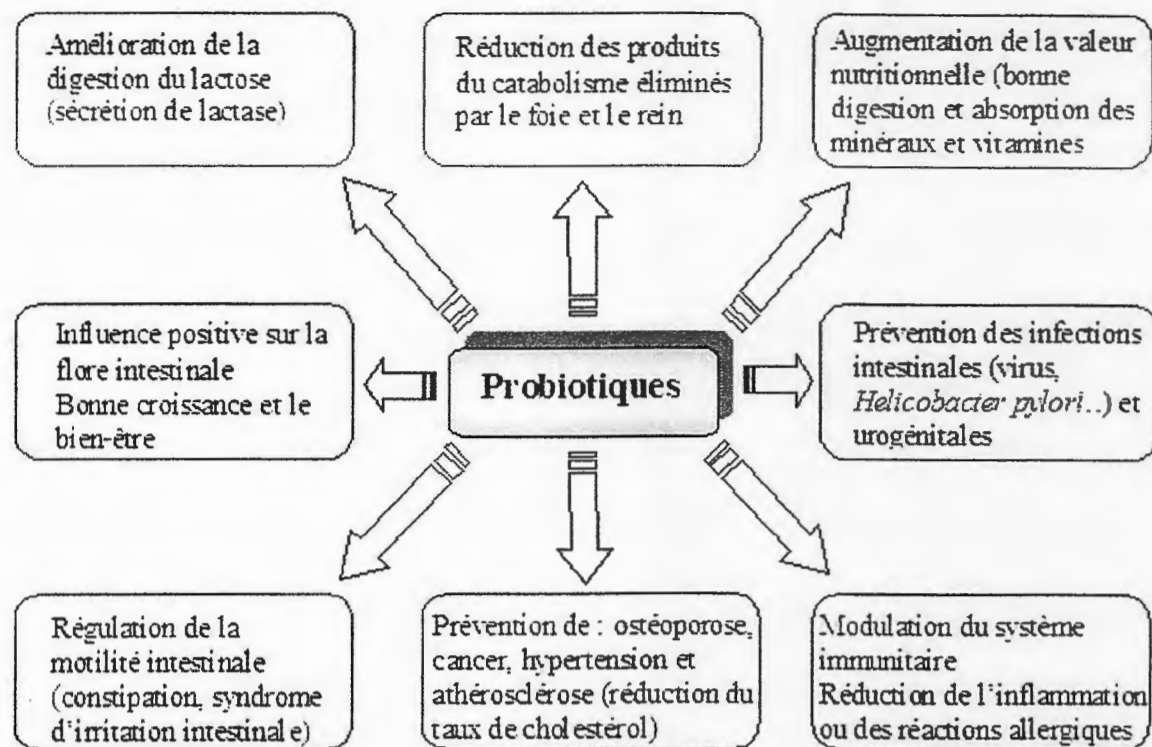 Amélioration de la
digestion du lactose
(sécrétion de lactase)
Réduction des produits
du catabolisme éliminés
par le foie et le rein
Augmentation de la valeur
nutritionnelle (bonne
digestion et absorption des
minéraux et vitamines
Influence positive sur la
flore intestinale
Bonne croissance et le
bien-être
Probiotiques
Prévention des infections
intestinales (virus,
Helicobacter pylori...) et
urogénitales
Régulation de la
motilité intestinale
(constipation, syndrome
d'irritation intestinale)
Prévention de : ostéoporose,
cancer, hypertension et
athérosclérose (réduction du
taux de cholestérol)
Modulation du système
immunitaire
Réduction de l'inflammation
ou des réactions allergiques